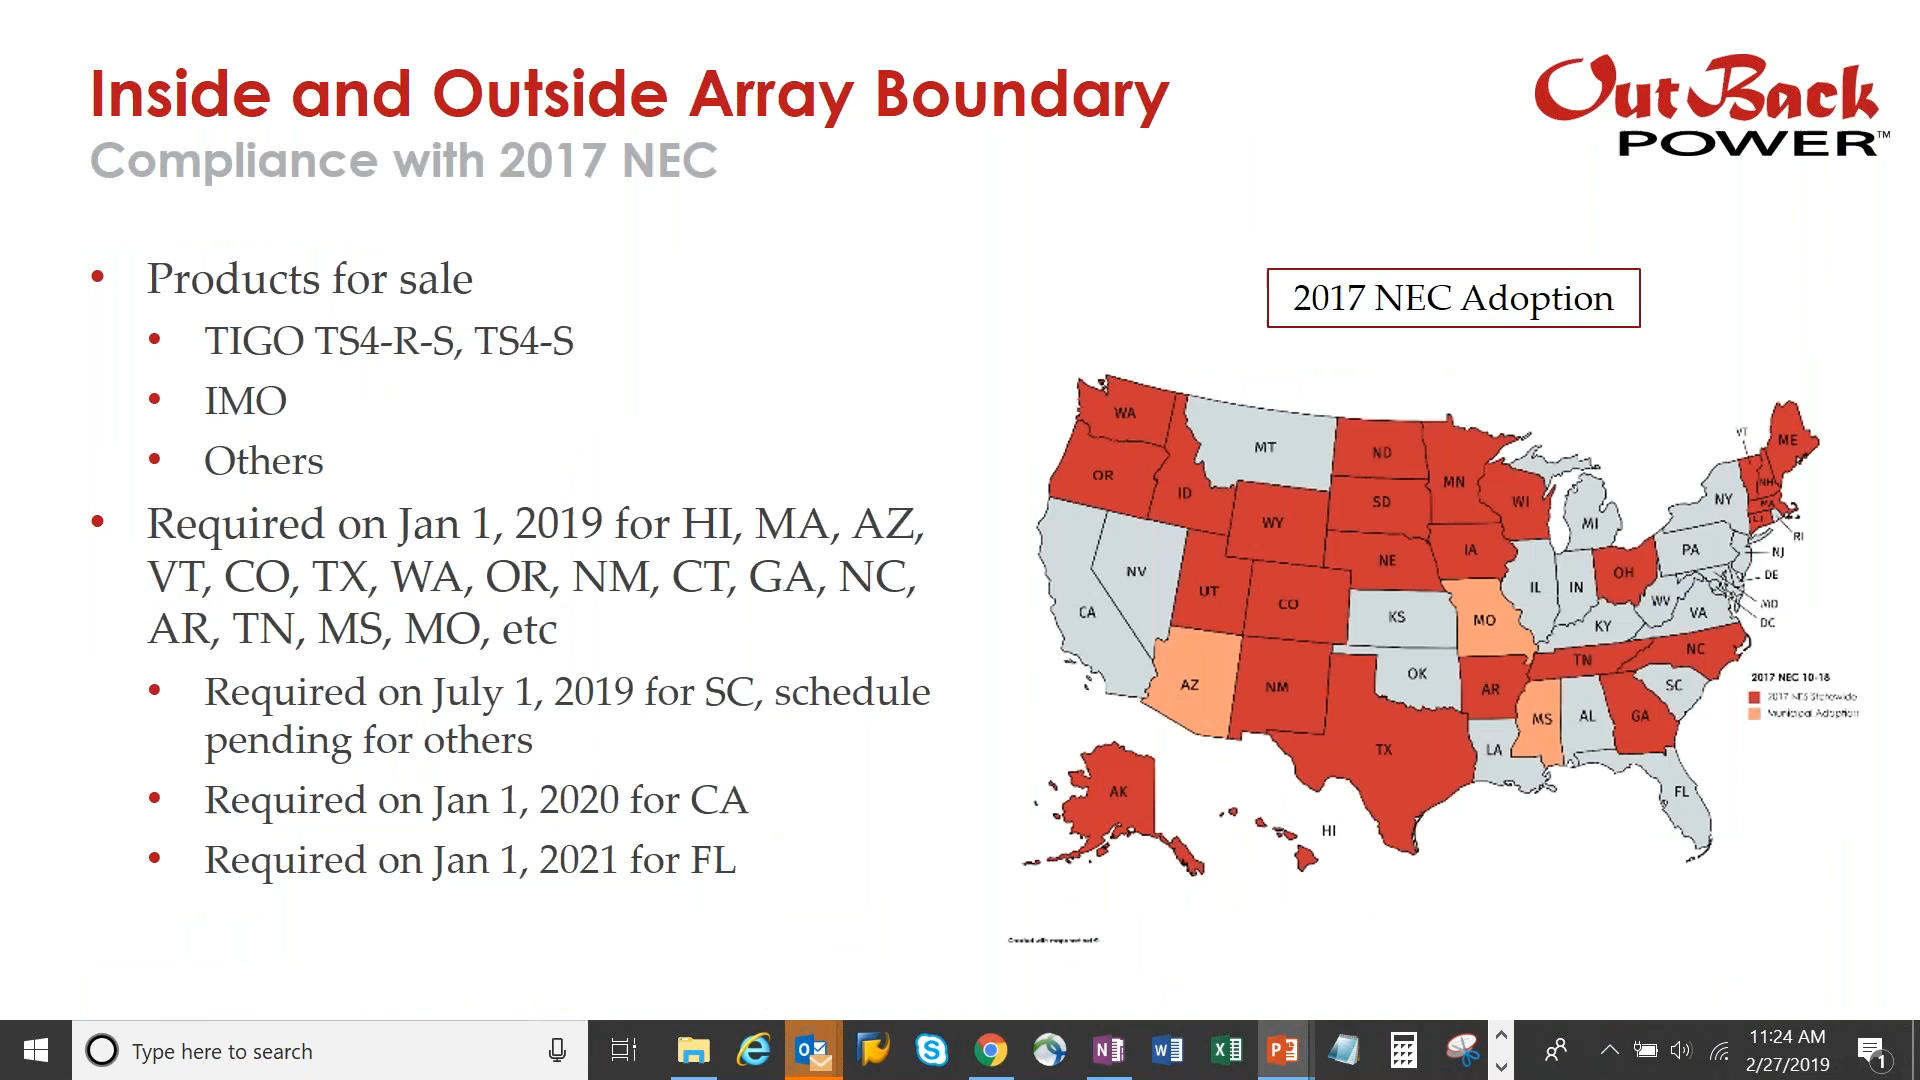 Inside and Outside Array Boundary
Compliance with 2017 NEC
OutBack
POWER™
• Products for sale
• TIGO TS4-R-S, TS4-S
• IMO
• Others
• Required on Jan 1, 2019 for HI, MA, AZ,
VT, CO, TX, WA, OR, NM, CT, GA, NC,
AR, TN, MS, MO, etc
• Required on July 1, 2019 for SC, schedule
pending for others
• Required on Jan 1, 2020 for CA
• Required on Jan 1, 2021 for FL
2017 NEC Adoption
WA
MT
ND
MN
VT
ME
OR
ID
SD
WI
NH
NY
MA
WY
MI
CT
RI
NE
IA
PA
NJ
NV
UT
CO
IL
IN
OH
DE
CA
KS
MO
KY
WV
VA
MD
DC
AZ
NM
OK
AR
TN
NC
SC
TX
LA
MS
AL
GA
FL
AK
HI
2017 NEC 10-18
2017 NES Statewide
Municipal Adoption
Type here to search
11:24 AM
2/27/2019
1